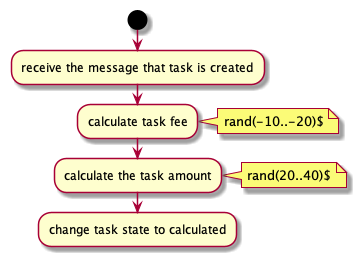 receive the message that task is created
calculate task fee
rand(-10..-20)$
calculate the task amount
rand(20..40)$
change task state to calculated